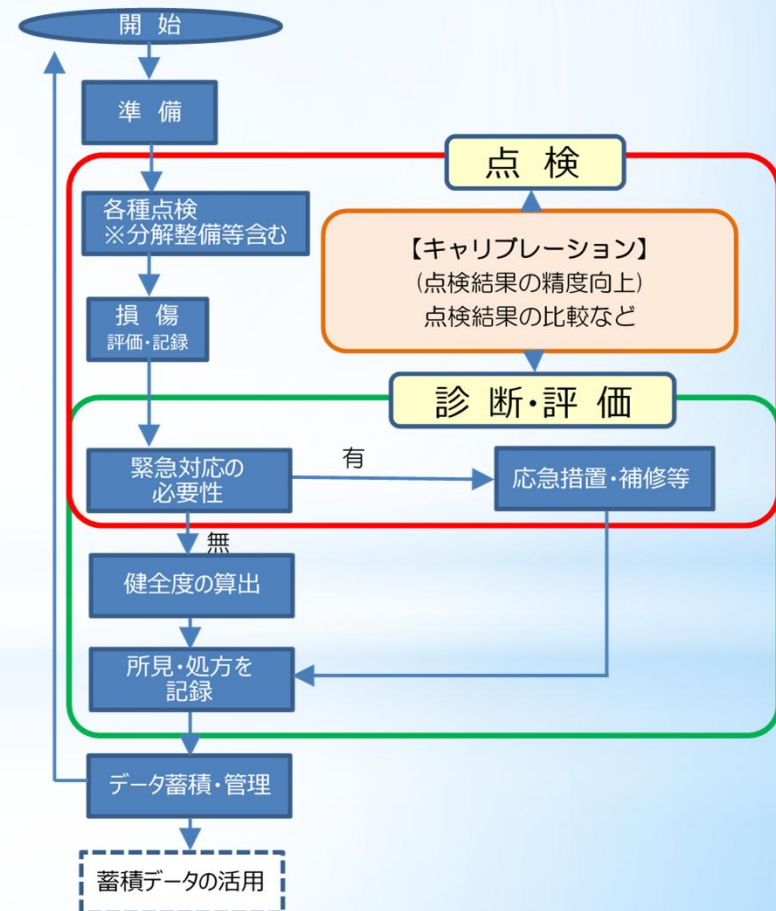 開 始
準 備
点 検
各種点検
※分解整備等含む
【キャリブレーション】
(点検結果の精度向上)
点検結果の比較など
損 傷
評価・記録
診 断・評 価
緊急対応の
必要性
有
応急措置・補修等
無
健全度の算出
所見・処方を
記録
データ蓄積・管理
蓄積データの活用